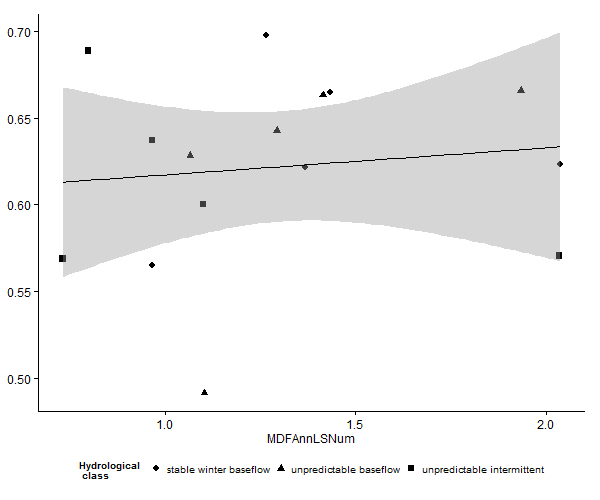 0.70
0.65
0.60
0.55
0.50
1.0 1.5 2.0
MDFAnnLSNum
Hydrological
class
stable winter baseflow unpredictable baseflow unpredictable intermittent